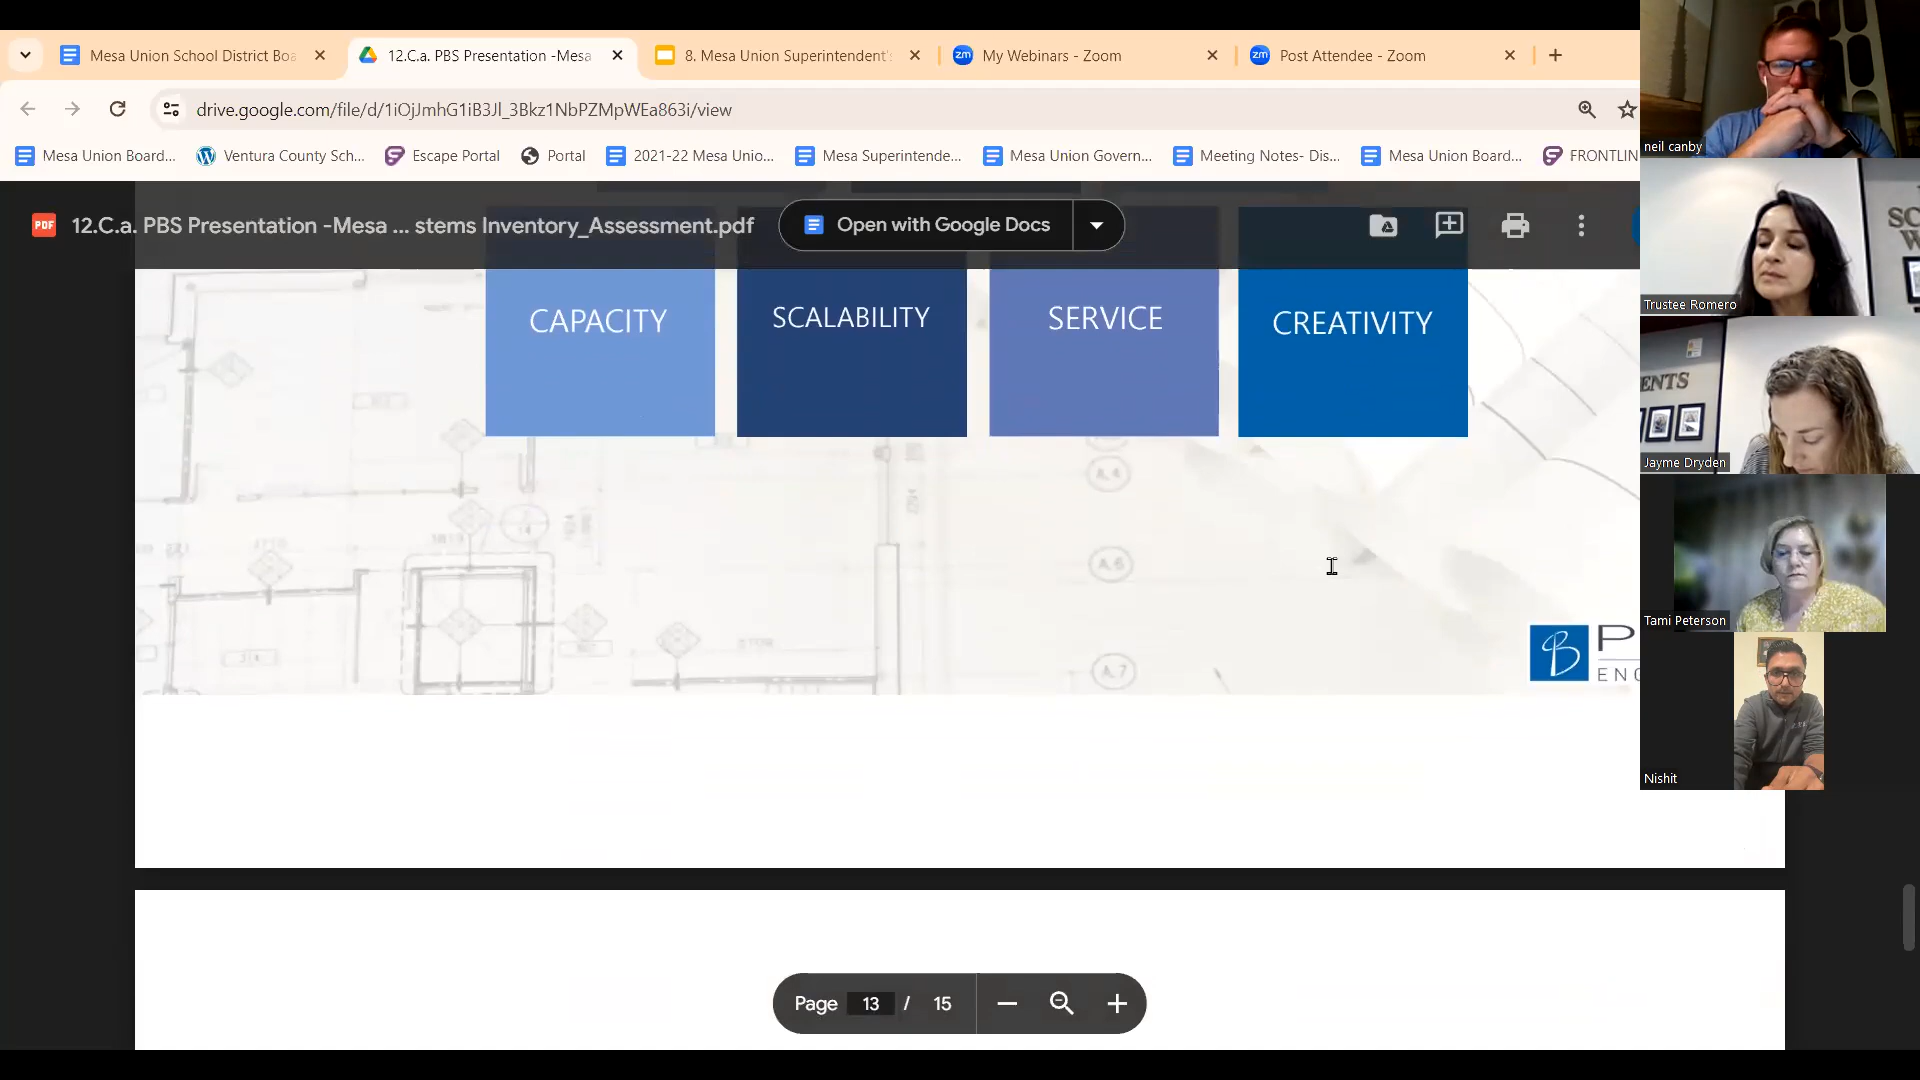 Mesa Union School District Boa
12.C.a. PBS Presentation -Mesa
8. Mesa Union Superintendent'
My Webinars - Zoom
Post Attendee - Zoom
drive.google.com/file/d/1iOjJmhG1iB3Jl_3Bkz1NbPZMpWEa863i/view
Mesa Union Board...
Ventura County Sch...
Escape Portal
Portal
2021-22 Mesa Unio...
Mesa Superintende...
Mesa Union Govern...
Meeting Notes- Dis...
Mesa Union Board...
FRONTLIN
PDF
12.C.a. PBS Presentation -Mesa ... stems Inventory_Assessment.pdf
Open with Google Docs
CAPACITY
SCALABILITY
SERVICE
CREATIVITY
A.6
A.7
B P
ENG
Page 13 / 15
neil canby
Trustee Romero
ENTS
Jayme Dryden
Tami Peterson
Nishit